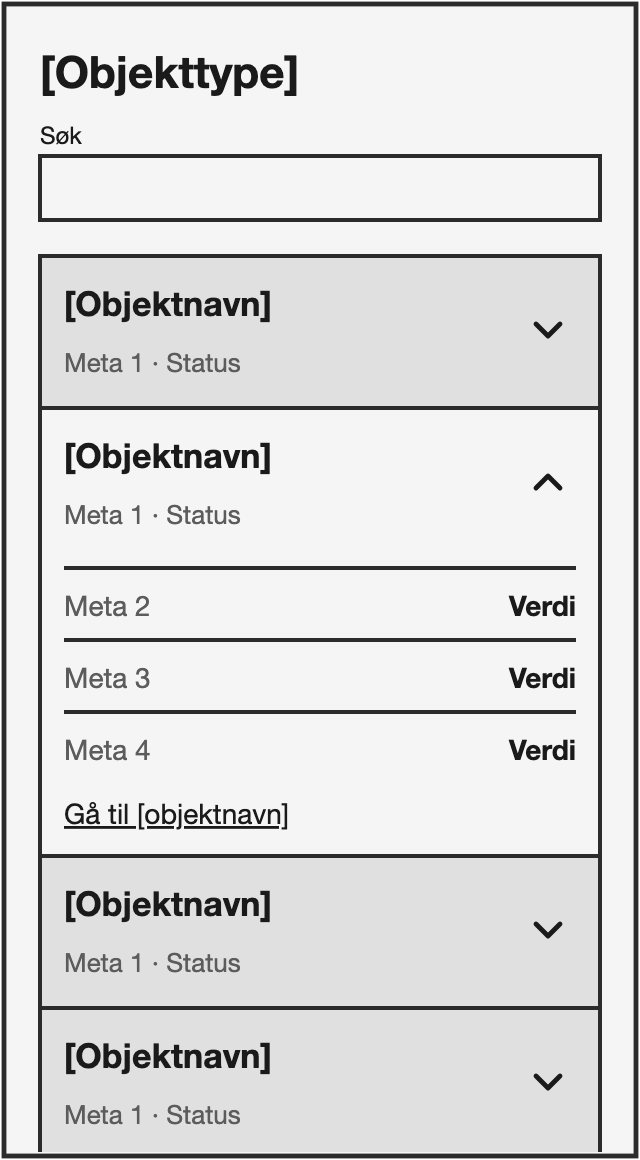 [Objekttype]
Søk
[Objektnavn]
Meta 1 · Status
[Objektnavn]
Meta 1 · Status
Meta 2 Verdi
Meta 3 Verdi
Meta 4 Verdi
Gå til [objektnavn]
[Objektnavn]
Meta 1 · Status
[Objektnavn]
Meta 1 · Status